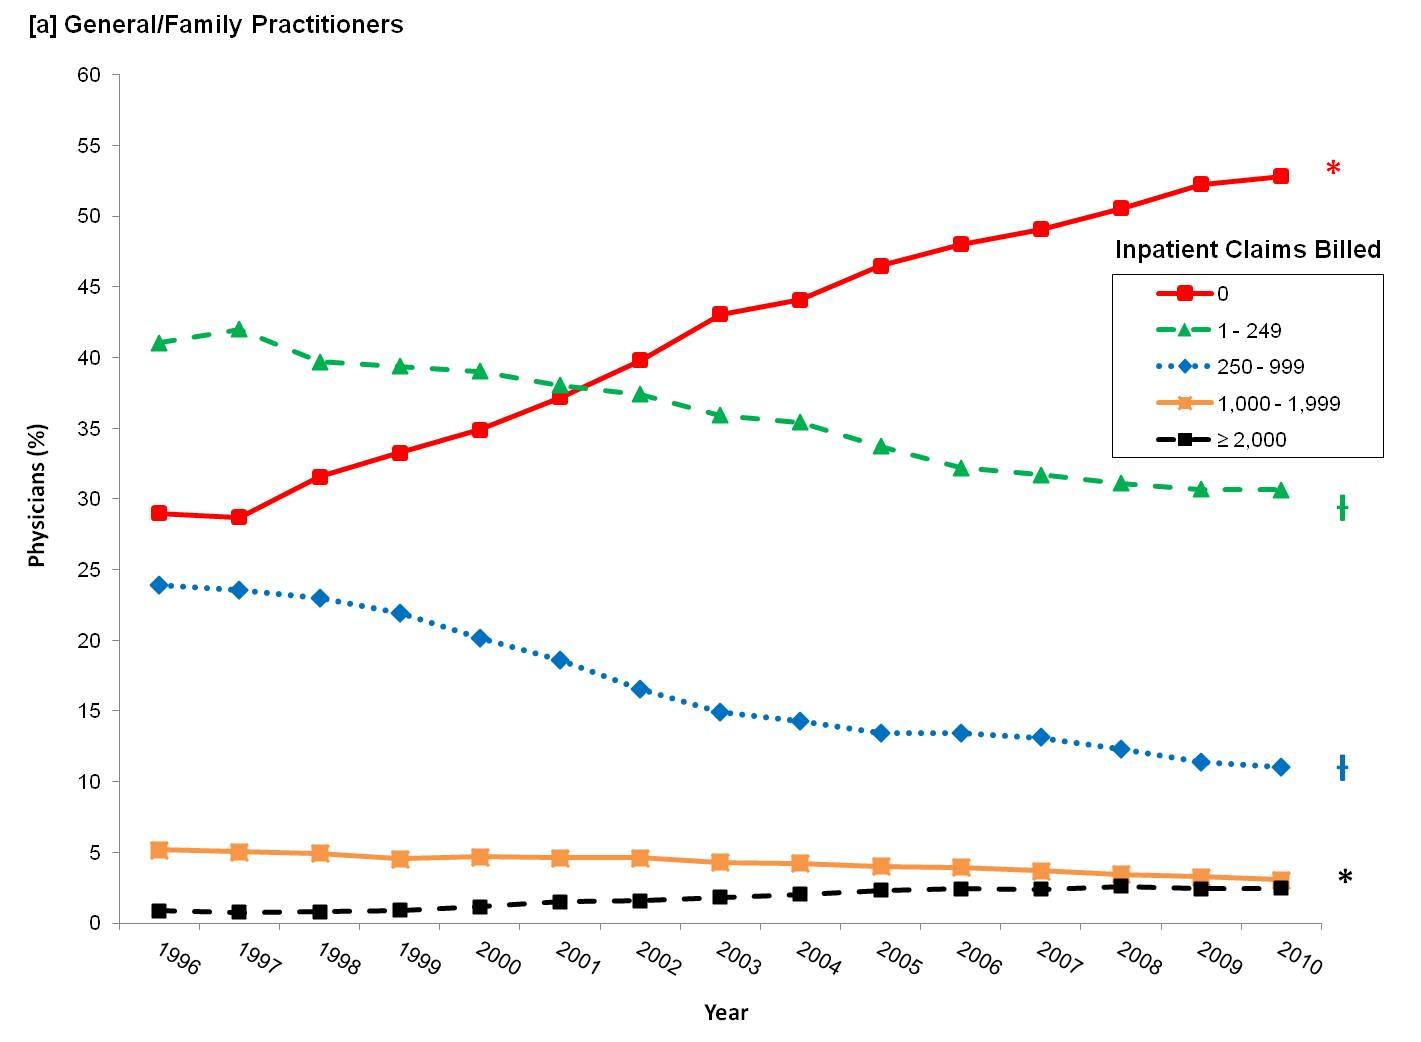 [a] General/Family Practitioners
60
55
50
45
40
35
30
25
20
15
10
5
0
Physicians (%)
*
Inpatient Claims Billed
0
1 - 249
250 - 999
1,000 - 1,999
≥ 2,000
ǂ
ǂ
*
1996 1997 1998 1999 2000 2001 2002 2003 2004 2005 2006 2007 2008 2009 2010
Year